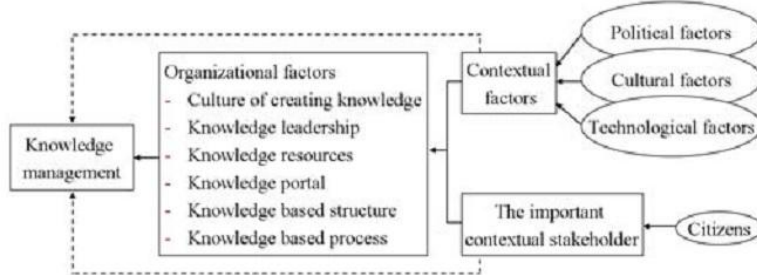 Knowledge
management
Organizational factors
- Culture of creating knowledge
- Knowledge leadership
- Knowledge resources
- Knowledge portal
- Knowledge based structure
- Knowledge based process
Contextual
factors
Political factors
Cultural factors
Technological factors
The important
contextual stakeholder
Citizens